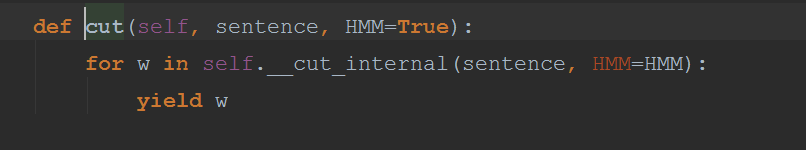 def cut(self, sentence, HMM=True):
    for w in self.__cut_internal(sentence, HMM=HMM):
        yield w